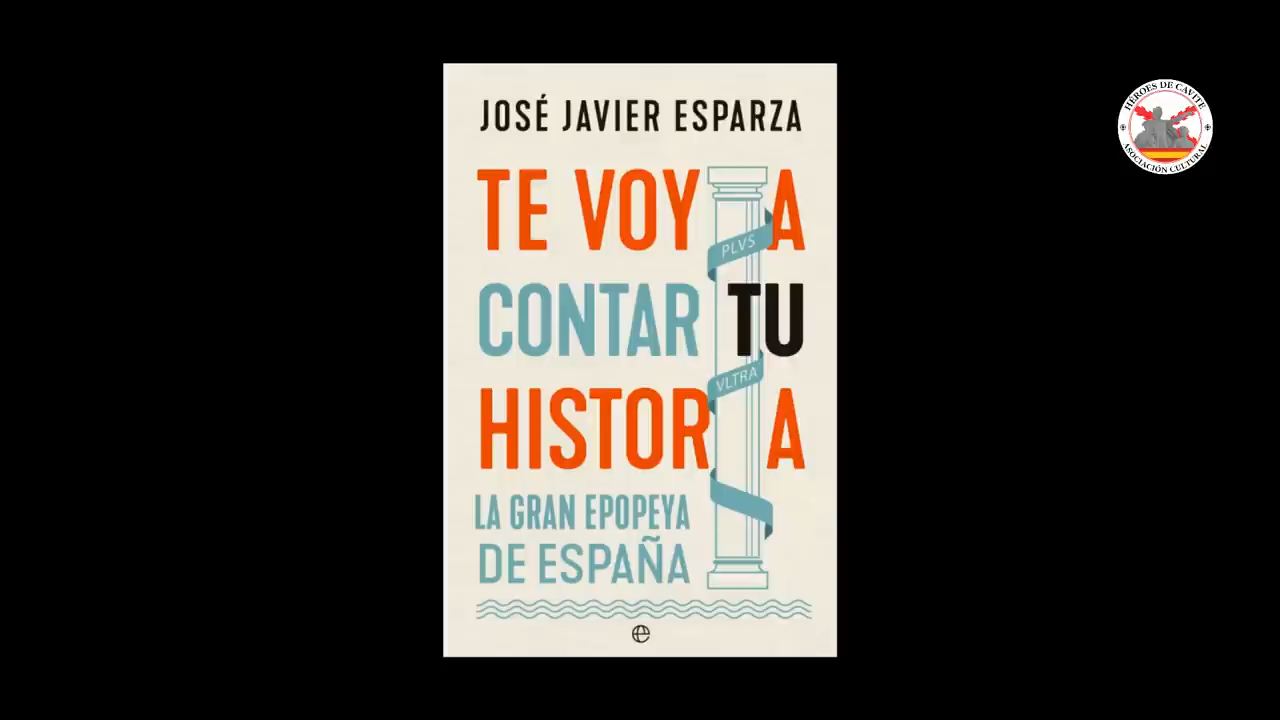 JOSÉ JAVIER ESPARZA
TE VOY A
PLVS
CONTAR TU
VLTRA
HISTORIA
LA GRAN EPOPEYA
DE ESPAÑA
HÉROES DE CAVITE
ASOCIACIÓN CULTURAL